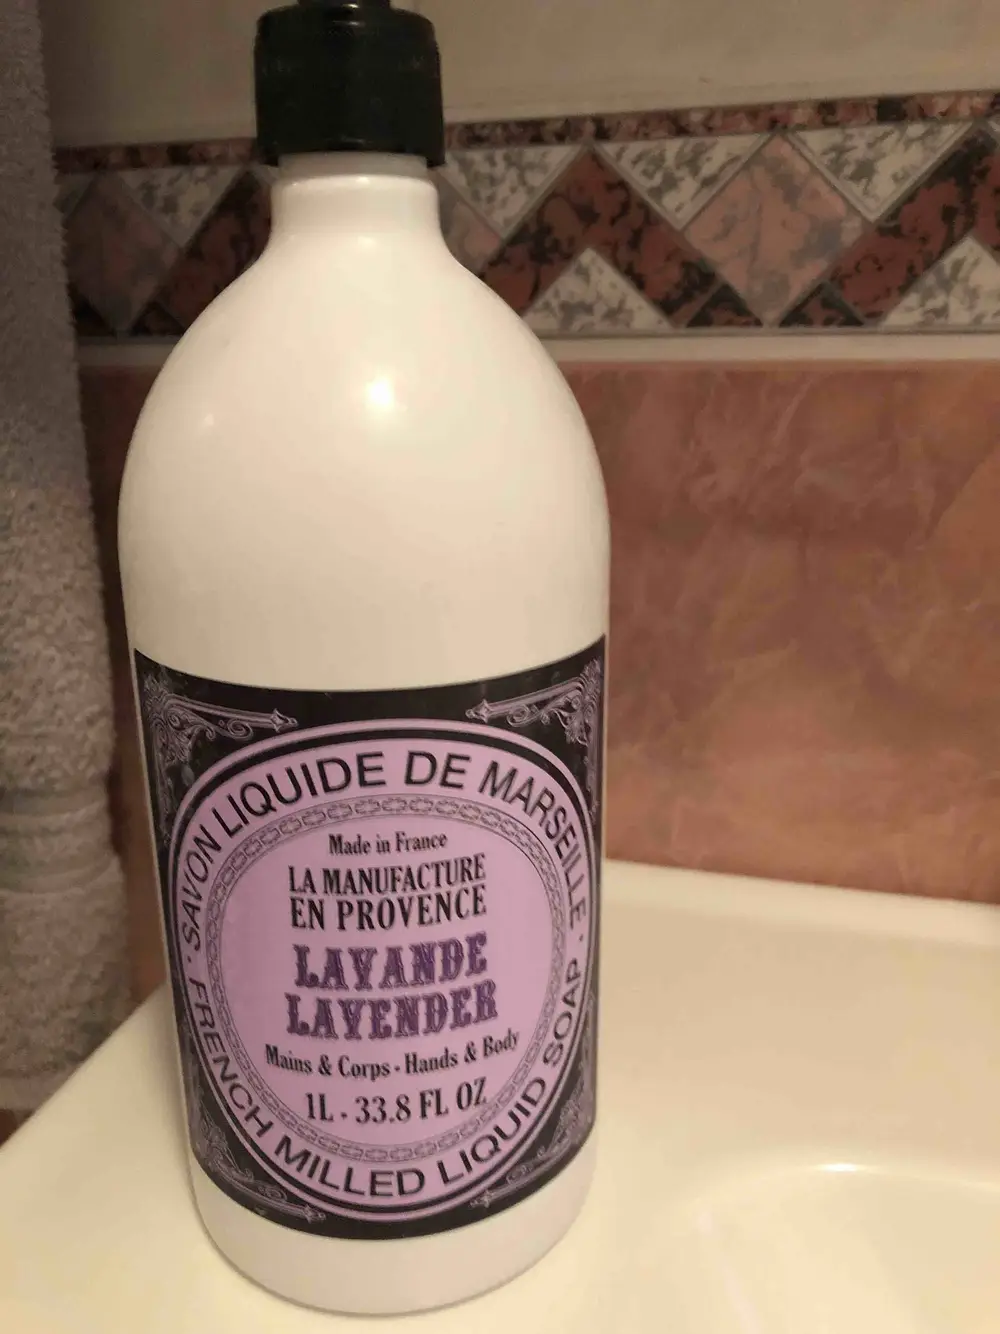 SAVON LIQUIDE DE MARSEILLE
Made in France
LA MANUFACTURE
EN PROVENCE
LAVANDE
LAVENDER
Mains & Corps - Hands & Body
1L - 33.8 FL OZ
FRENCH MILLED LIQUID SOAP